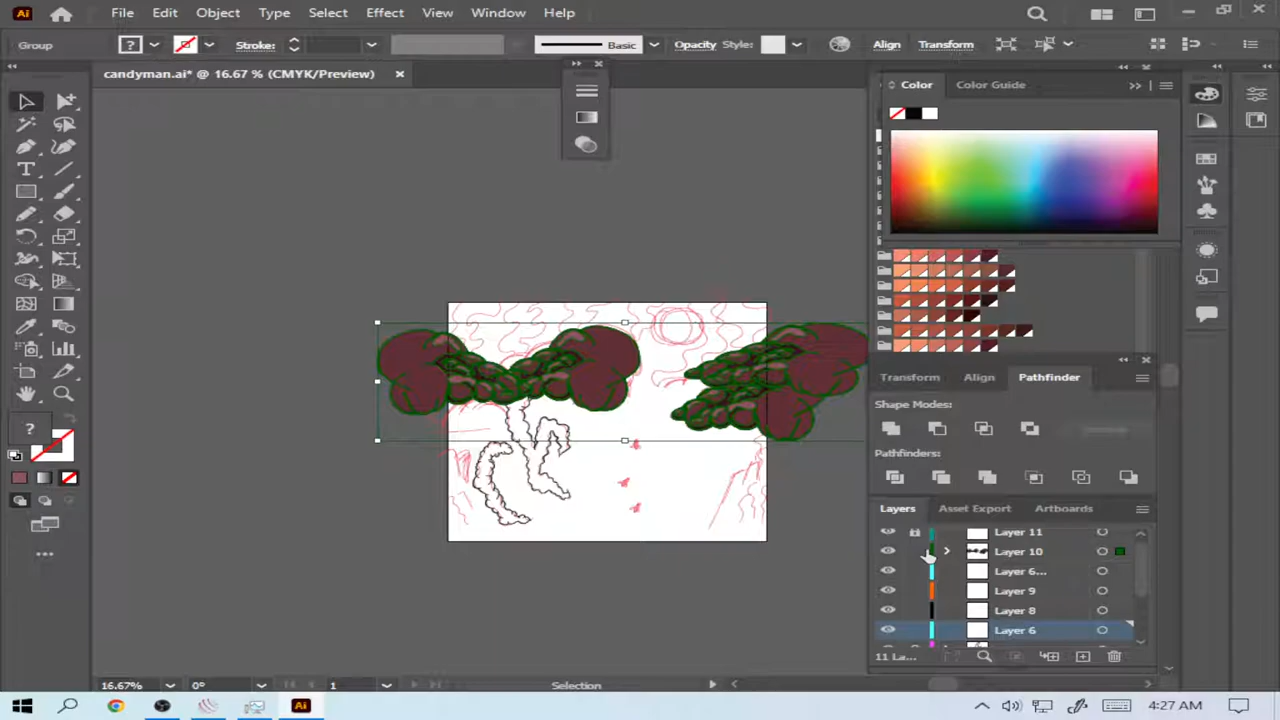 Ai File Edit Object Type Select Effect View Window Help
Group ? Stroke: Basic Opacity Style: Align Transform
candyman.ai* @ 16.67 % (CMYK/Preview)
Color Color Guide
Transform Align Pathfinder
Shape Modes:
Pathfinders:
?
Layers Asset Export Artboards
Layer 11
Layer 10
Layer 6...
Layer 9
Layer 8
Layer 6
11 La...
16.67% 0° 1 Selection
Ai 4:27 AM